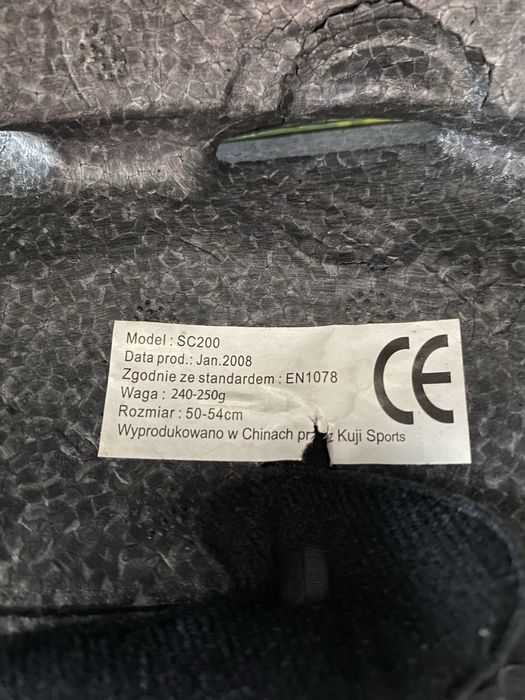 Model : SC200
Data prod.: Jan.2008
Zgodnie ze standardem : EN1078
Waga : 240-250g
Rozmiar : 50-54cm
Wyprodukowano w Chinach przez Kuji Sports
CE